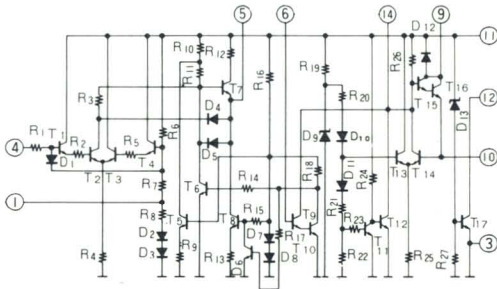 5 6 14 9
D12
11
R10 R12 R26
R11 R19
T7 R16 T16
R3 R20 T15 12
D4 D13
R1 T1 R6 D9 D10
4 R2 R5
D1 T4 D5 10
T2 T3 R18 D11 T13 T14
R7 T6 R14 R24
1 R21
R8 T5 T8 R15 T9 R23 T12 T17
D2 R9 D7 R17 T10 T11
R4 D3 R13 D6 D8 R22 R25 R27 3